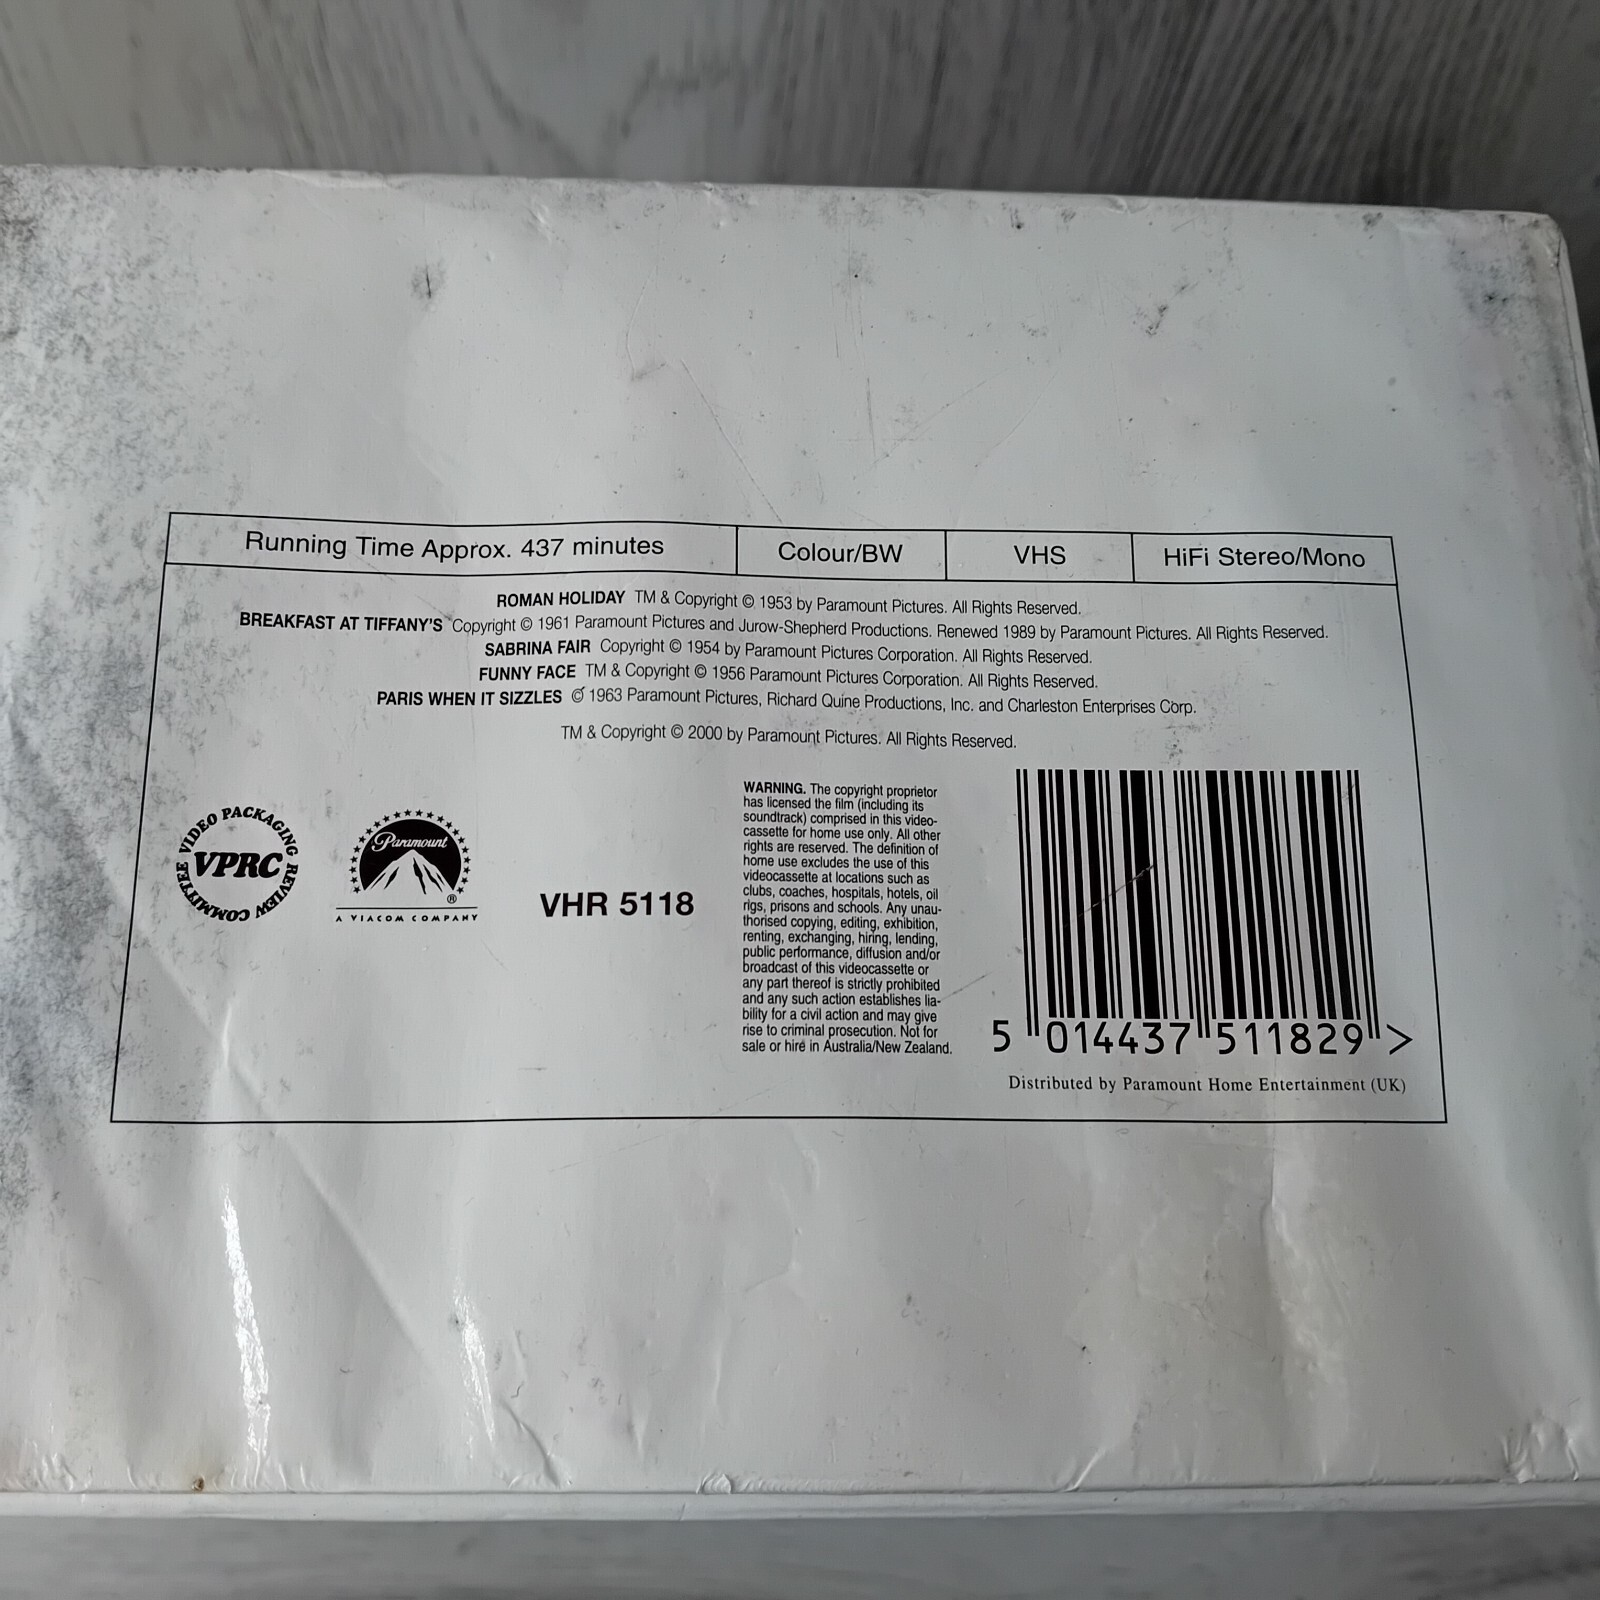 Running Time Approx. 437 minutes Colour/BW VHS HiFi Stereo/Mono
ROMAN HOLIDAY TM & Copyright © 1953 by Paramount Pictures. All Rights Reserved.
BREAKFAST AT TIFFANY'S Copyright © 1961 Paramount Pictures and Jurow-Shepherd Productions. Renewed 1989 by Paramount Pictures. All Rights Reserved.
SABRINA FAIR Copyright © 1954 by Paramount Pictures Corporation. All Rights Reserved.
FUNNY FACE TM & Copyright © 1956 Paramount Pictures Corporation. All Rights Reserved.
PARIS WHEN IT SIZZLES © 1963 Paramount Pictures, Richard Quine Productions, Inc. and Charleston Enterprises Corp.
TM & Copyright © 2000 by Paramount Pictures. All Rights Reserved.
VIDEO PACKAGING REVIEW COMMITTEE
VPRC
Paramount
®
A VIACOM COMPANY
VHR 5118
WARNING. The copyright proprietor
has licensed the film (including its
soundtrack) comprised in this video-
cassette for home use only. All other
rights are reserved. The definition of
home use excludes the use of this
videocassette at locations such as
clubs, coaches, hospitals, hotels, oil
rigs, prisons and schools. Any unau-
thorised copying, editing, exhibition,
renting, exchanging, hiring, lending,
public performance, diffusion and/or
broadcast of this videocassette or
any part thereof is strictly prohibited
and any such action establishes lia-
bility for a civil action and may give
rise to criminal prosecution. Not for
sale or hire in Australia/New Zealand.
5 014437 511829 >
Distributed by Paramount Home Entertainment (UK)